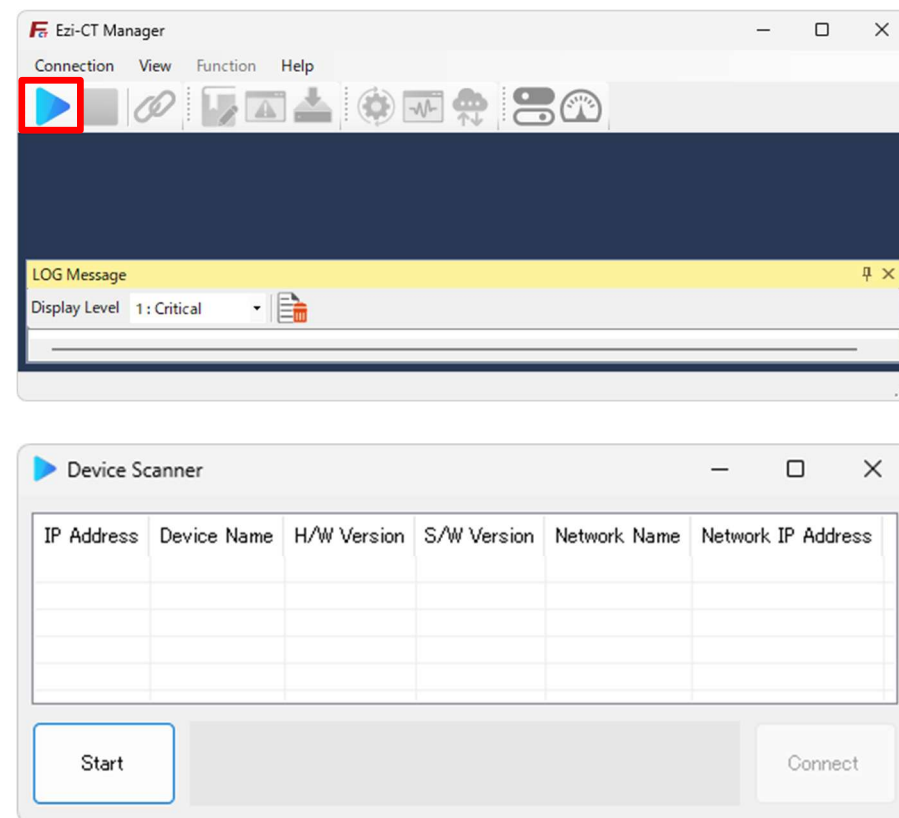 Ezi-CT Manager
Connection View Function Help
LOG Message
Display Level 1 : Critical
Device Scanner
IP Address Device Name H/W Version S/W Version Network Name Network IP Address
Start Connect